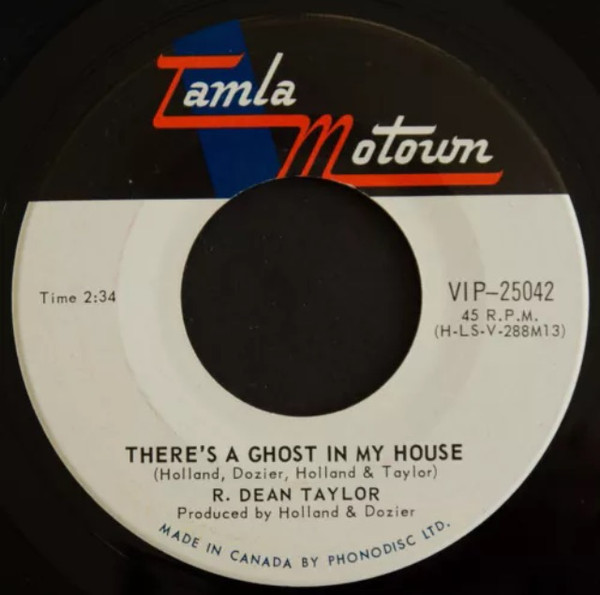 Tamla
Motown
Time 2:34
VIP-25042
45 R.P.M.
(H-LS-V-288M13)
THERE'S A GHOST IN MY HOUSE
(Holland, Dozier, Holland & Taylor)
R. DEAN TAYLOR
Produced by Holland & Dozier
MADE IN CANADA BY PHONODISC LTD.